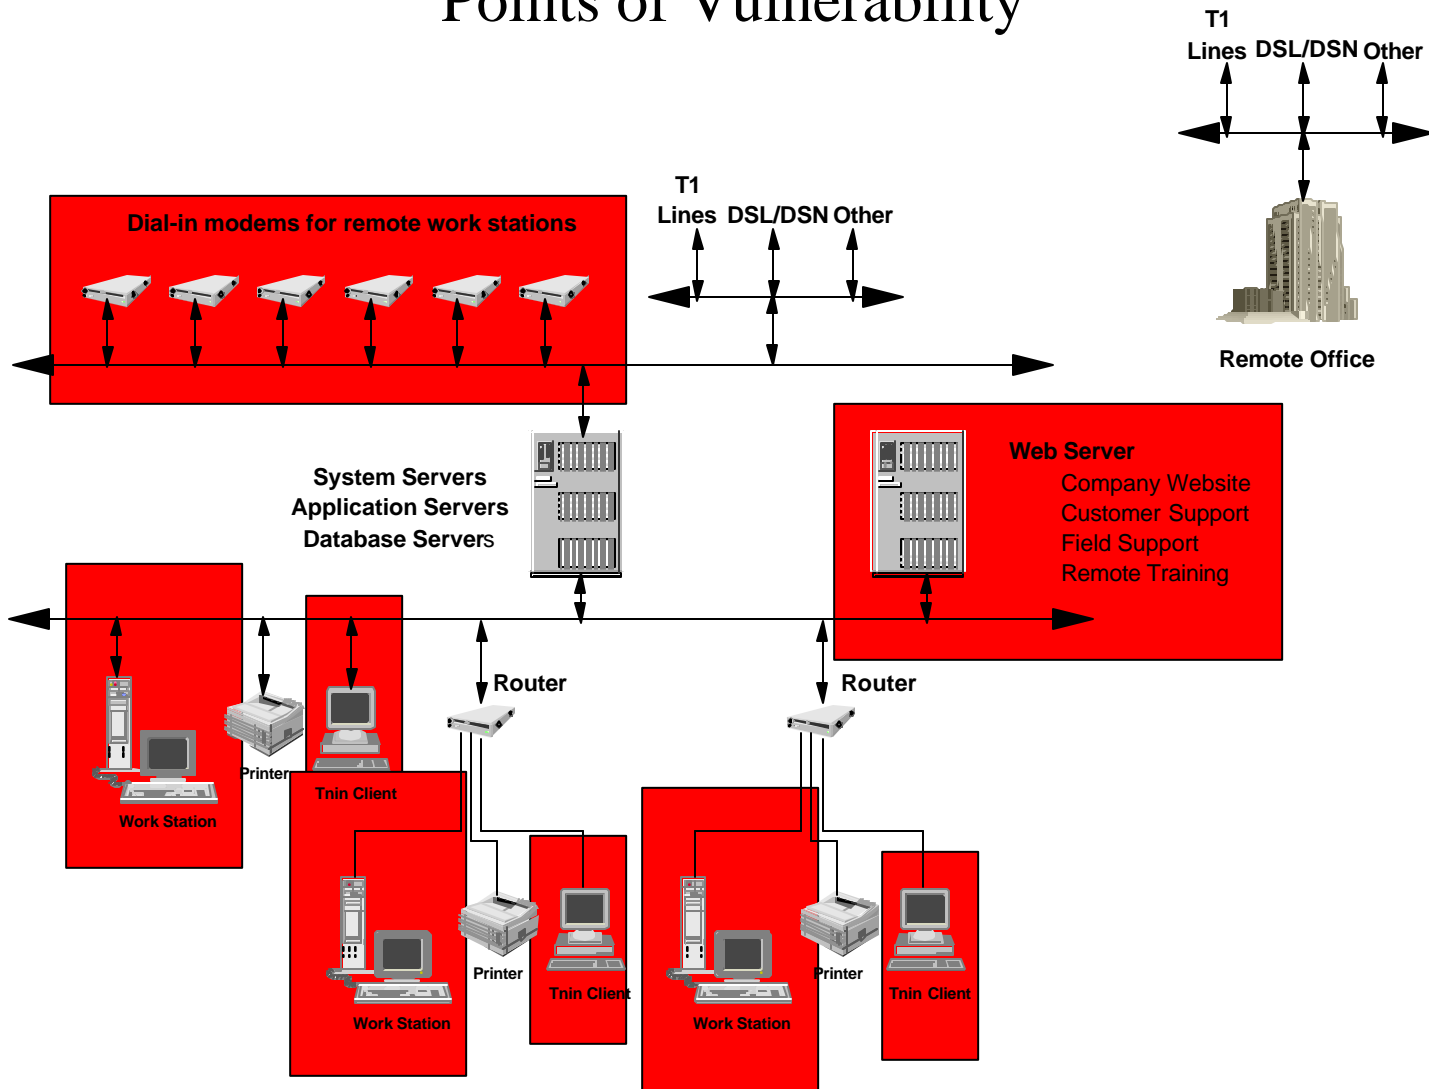 Points of Vulnerability
T1
Lines DSL/DSN Other
Dial-in modems for remote work stations
T1
Lines DSL/DSN Other
Remote Office
System Servers
Application Servers
Database Servers
Web Server
Company Website
Customer Support
Field Support
Remote Training
Router
Router
Printer
Tnin Client
Work Station
Printer
Tnin Client
Work Station
Printer
Tnin Client
Work Station